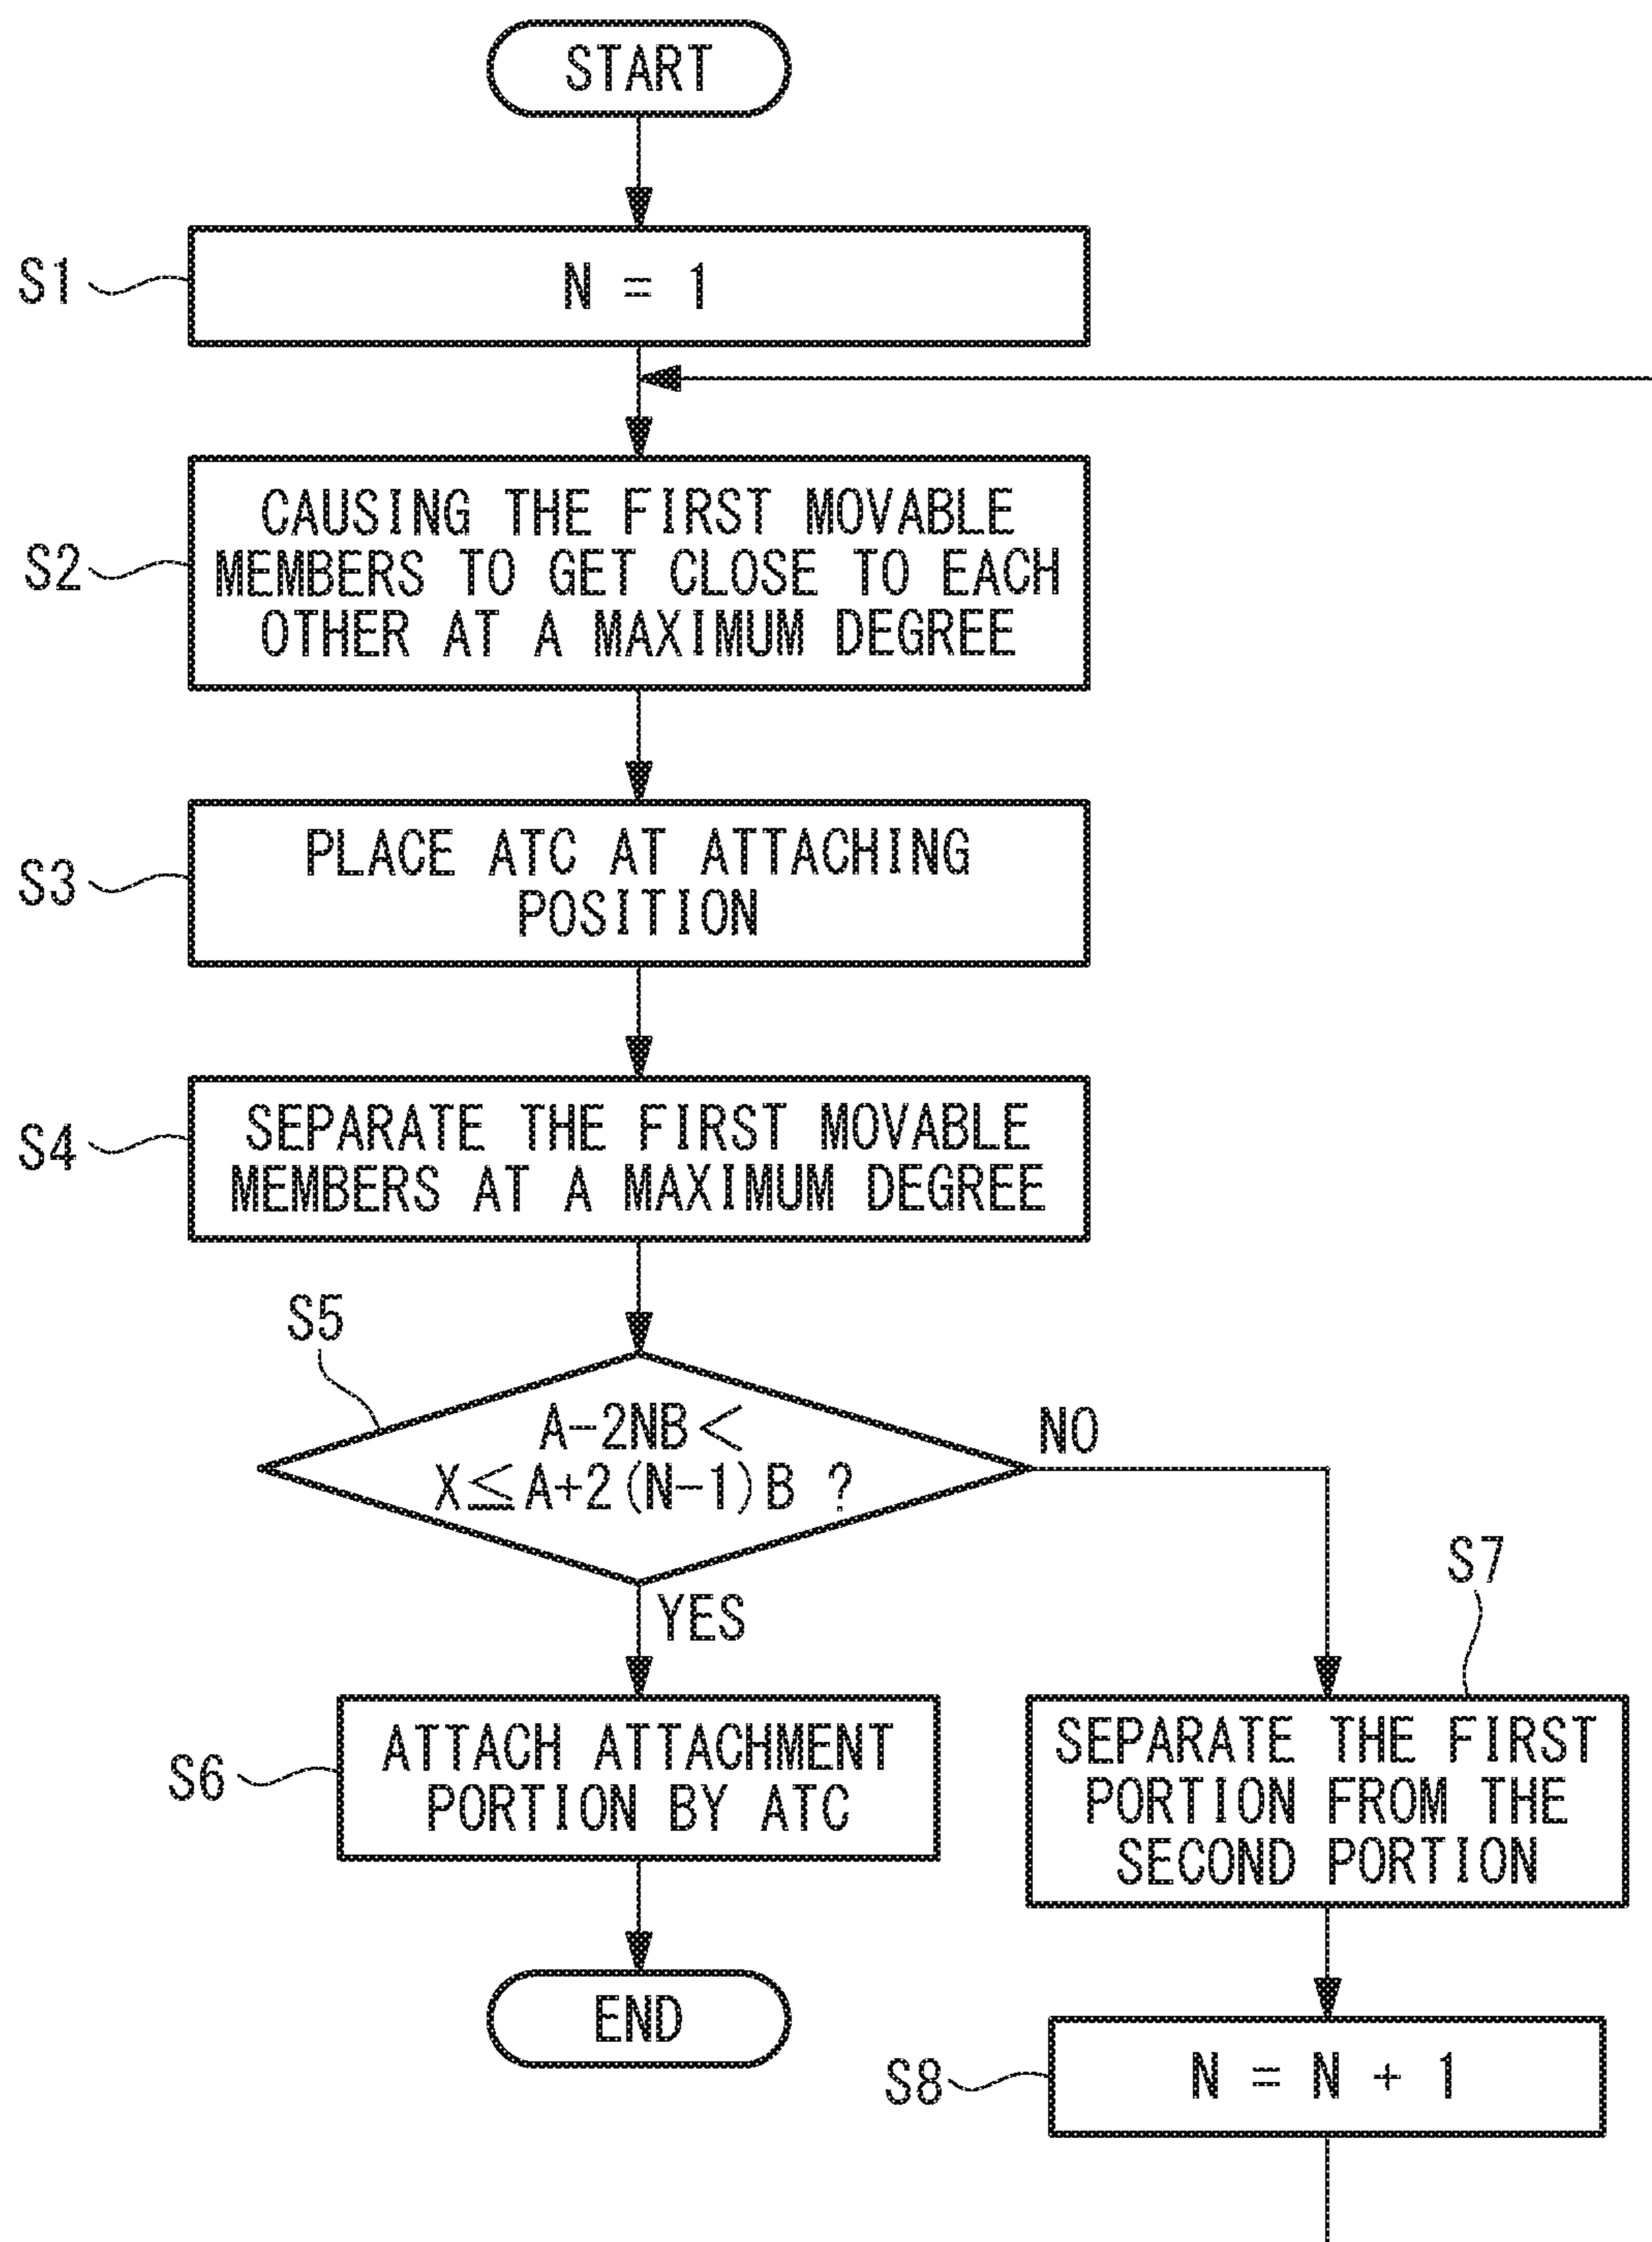 START
S1
N = 1
S2
CAUSING THE FIRST MOVABLE
MEMBERS TO GET CLOSE TO EACH
OTHER AT A MAXIMUM DEGREE
S3
PLACE ATC AT ATTACHING
POSITION
S4
SEPARATE THE FIRST MOVABLE
MEMBERS AT A MAXIMUM DEGREE
S5
A-2NB<
X≦A+2(N-1)B ?
NO
YES
S6
ATTACH ATTACHMENT
PORTION BY ATC
END
S7
SEPARATE THE FIRST
PORTION FROM THE
SECOND PORTION
S8
N = N + 1